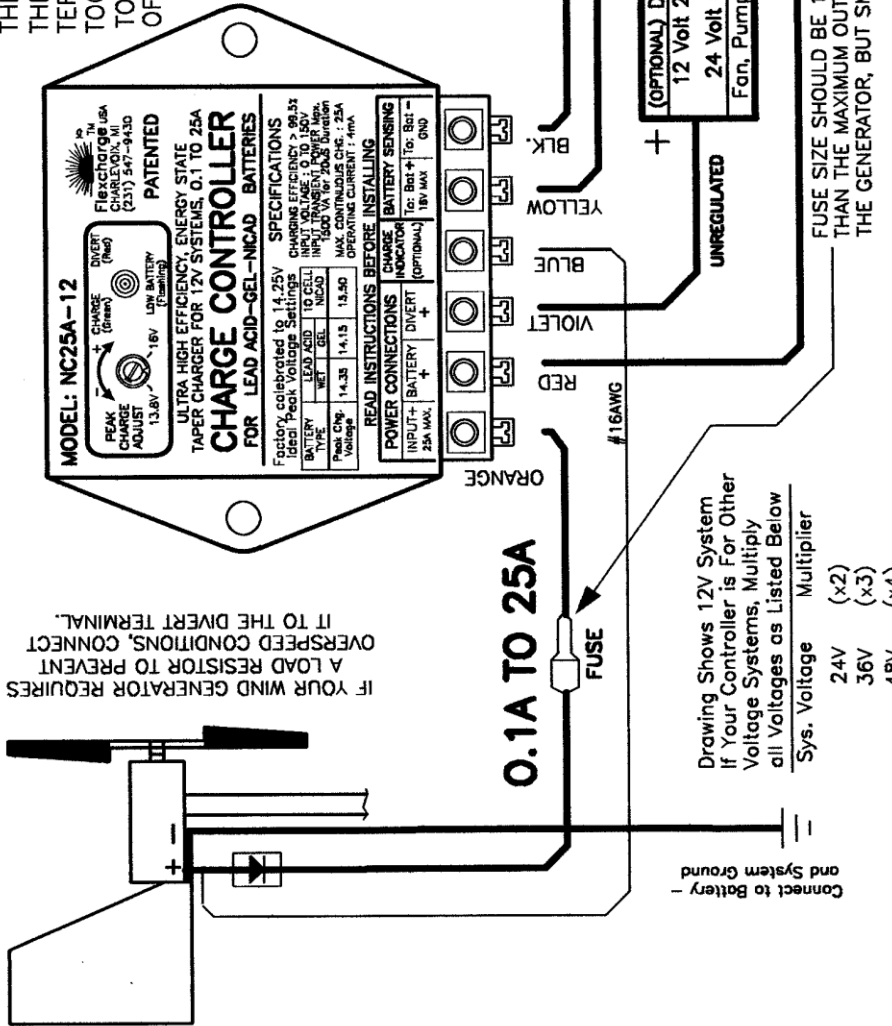 IF YOUR WIND GENERATOR REQUIRES
A LOAD RESISTOR TO PREVENT
OVERSPEED CONDITIONS, CONNECT
IT TO THE DIVERT TERMINAL.
+ −
Connect to Battery −
and System Ground
MODEL: NC25A-12
PEAK
CHARGE
ADJUST
− +
13.8V
16V
CHARGE
(Green)
DIVERT
(Red)
LOW BATTERY
(Flashing)
TM
Flexcharge USA
CHARLEVOIX, MI
(231) 547-9430
PATENTED
ULTRA HIGH EFFICIENCY, ENERGY STATE
TAPER CHARGER FOR 12V SYSTEMS, 0.1 TO 25A
CHARGE CONTROLLER
FOR LEAD ACID-GEL-NICAD BATTERIES
Factory calebrated to 14.25V
Ideal Peak Voltage Settings
BATTERY TYPE
LEAD ACID
WET GEL
10 CELL NICAD
Peak Chg. Voltage
14.35 14.15 15.50
SPECIFICATIONS
CHARGING EFFICIENCY > 99.5%
INPUT VOLTAGE : 0 TO 150V
INPUT TRANSIENT POWER Max.
1500 VA for 20uS Duration
MAX. CONTINUOUS CHG. : 25A
OPERATING CURRENT : 4mA
READ INSTRUCTIONS BEFORE INSTALLING
POWER CONNECTIONS
INPUT+
25A MAX.
BATTERY
+
DIVERT
+
CHARGE
INDICATOR
(OPTIONAL)
BATTERY SENSING
To: Bat +
16V MAX
To: Bat −
GND
ORANGE
RED
VIOLET
BLUE
YELLOW
BLK.
#16AWG
0.1A TO 25A
FUSE
UNREGULATED
+
(OPTIONAL)
12 Volt
24 Volt
Fan,
FUSE SIZE SHOULD BE
THAN THE MAXIMUM
THE GENERATOR, BUT
Drawing Shows 12V System
If Your Controller is For Other
Voltage Systems, Multiply
all Voltages as Listed Below
Sys. Voltage Multiplier
24V (x2)
36V (x3)
48V (x4)